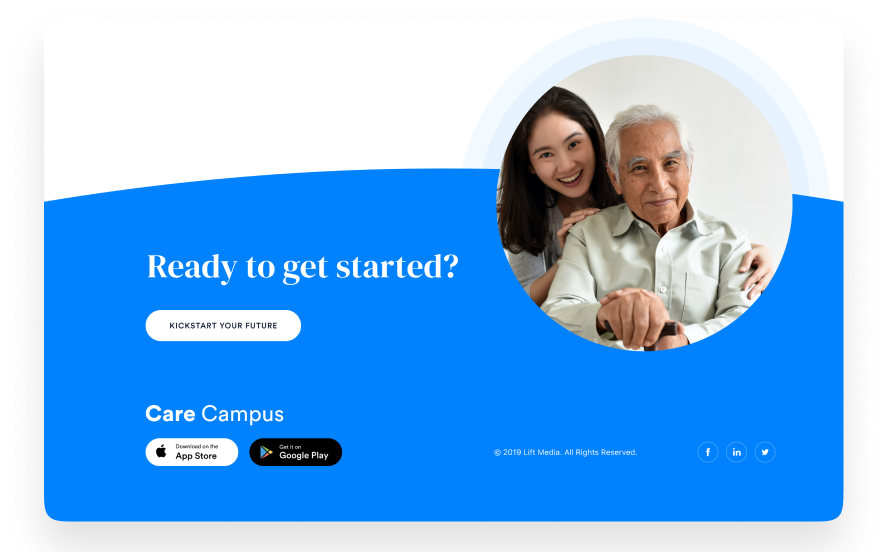 Ready to get started?
KICKSTART YOUR FUTURE
Care Campus
Download on the
App Store
Get it on
Google Play
© 2019 Lift Media. All Rights Reserved.
f
in